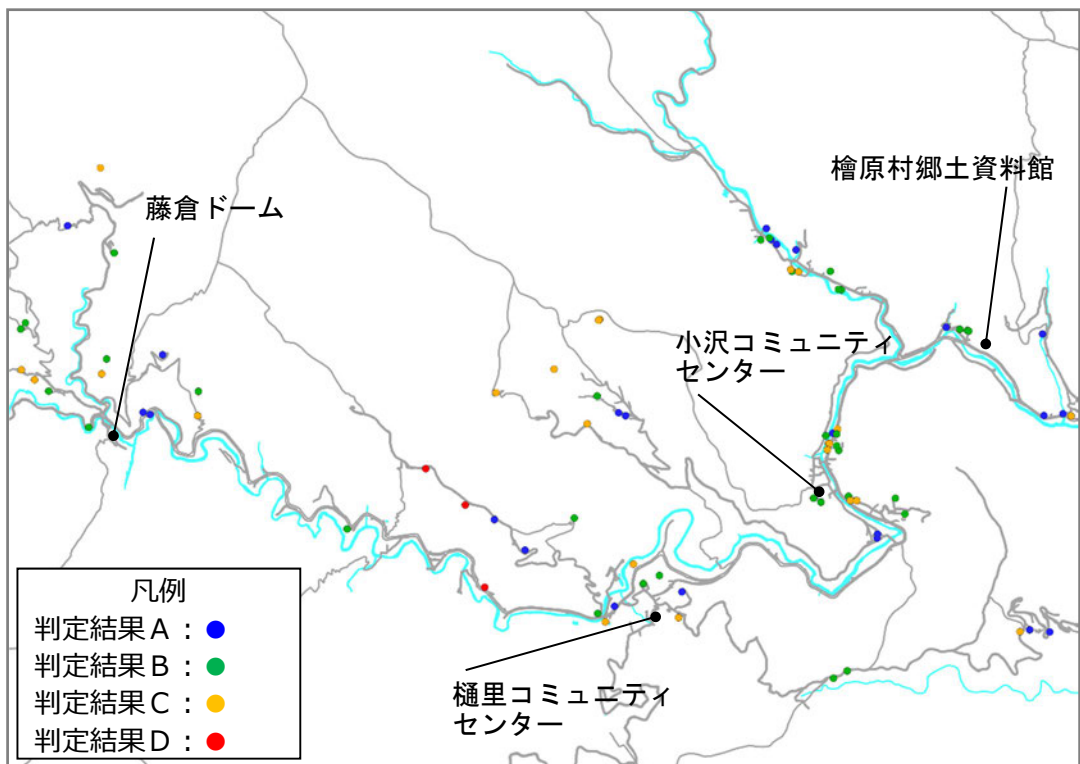 檜原村郷土資料館
藤倉ドーム
小沢コミュニティ
センター
樋里コミュニティ
センター
凡例
判定結果Ａ：
判定結果Ｂ：
判定結果Ｃ：
判定結果Ｄ：